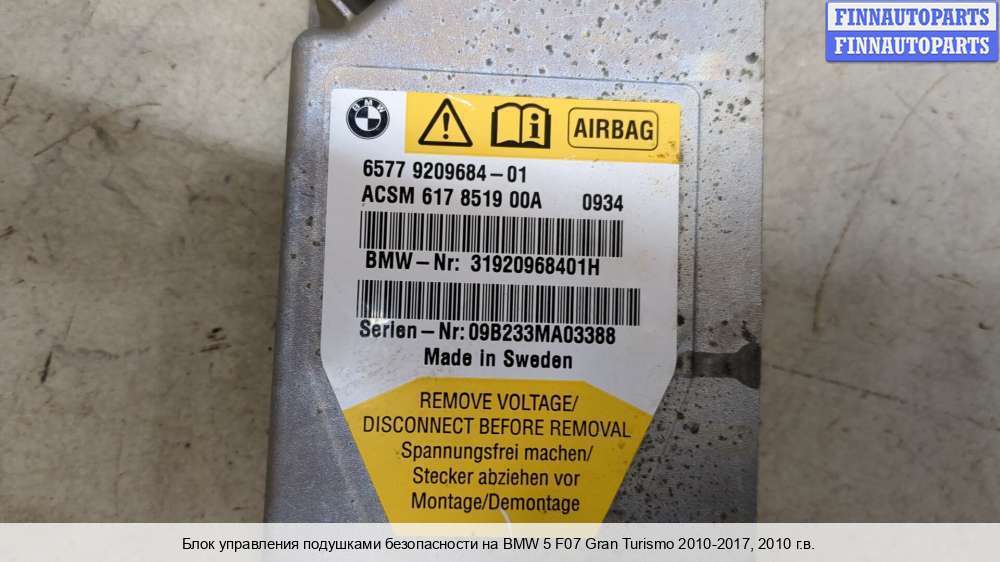 FINNAUTOPARTS
FINNAUTOPARTS
BMW
AIRBAG
6577 9209684-01
ACSM 617 8519 00A 0934
BMW-Nr: 31920968401H
Serien-Nr: 09B233MA03388
Made in Sweden
REMOVE VOLTAGE/
DISCONNECT BEFORE REMOVAL
Spannungsfrei machen/
Stecker abziehen vor
Montage/Demontage
Блок управления подушками безопасности на BMW 5 F07 Gran Turismo 2010-2017, 2010 г.в.